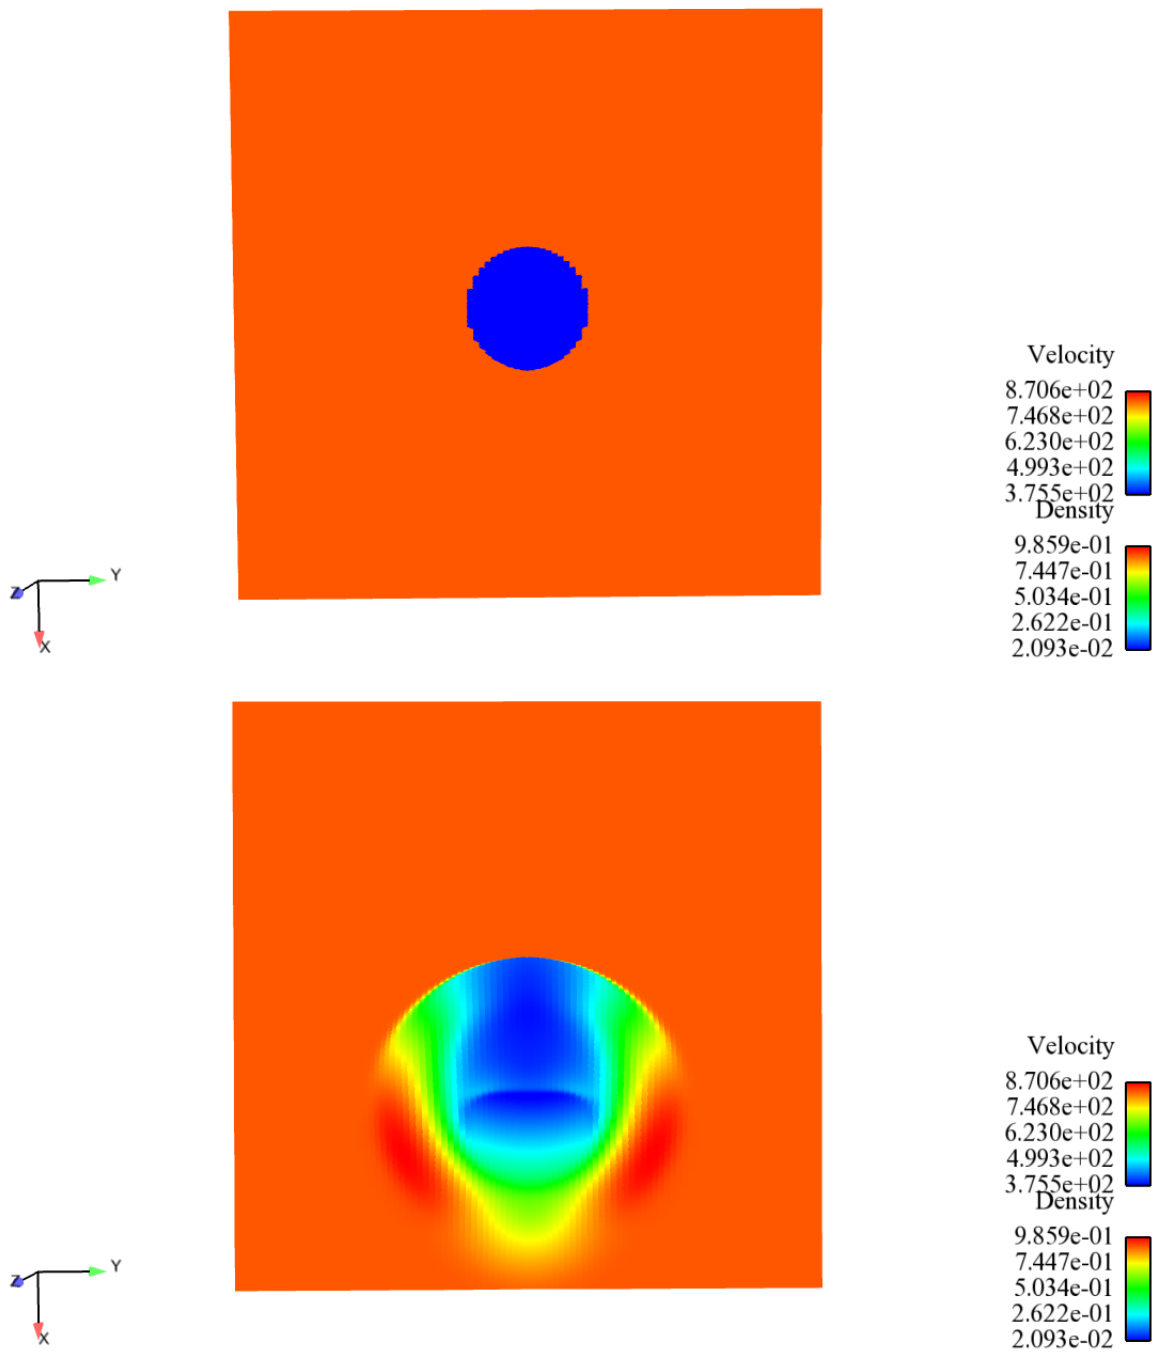 Velocity
8.706e+02
7.468e+02
6.230e+02
4.993e+02
3.755e+02
Density
9.859e-01
7.447e-01
5.034e-01
2.622e-01
2.093e-02
Y
Z
X
Velocity
8.706e+02
7.468e+02
6.230e+02
4.993e+02
3.755e+02
Density
9.859e-01
7.447e-01
5.034e-01
2.622e-01
2.093e-02
Y
Z
X